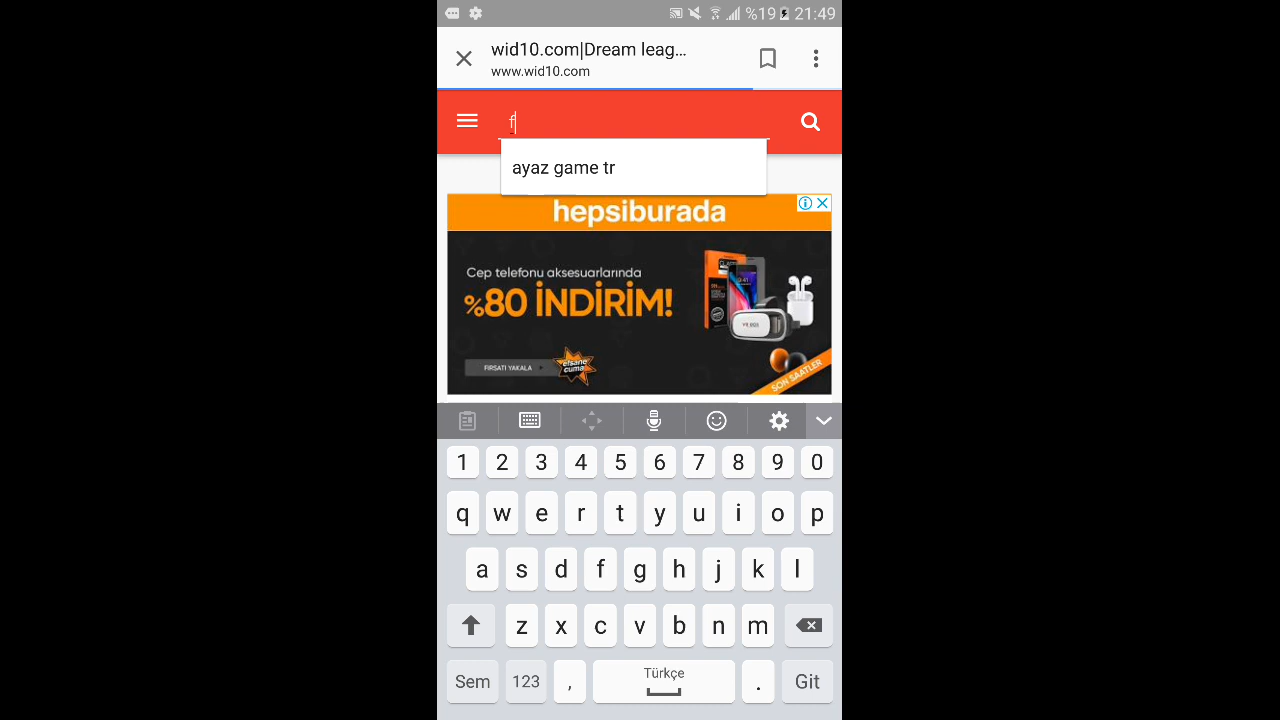 %19 21:49
wid10.com|Dream leag...
www.wid10.com
f
ayaz game tr
hepsiburada
Cep telefonu aksesuarlarında
%80 İNDİRİM!
VR BOX
FIRSATI YAKALA
efsane
cuma
SON SAATLER
1 2 3 4 5 6 7 8 9 0
q w e r t y u i o p
a s d f g h j k l
z x c v b n m
Sem 123 , Türkçe . Git